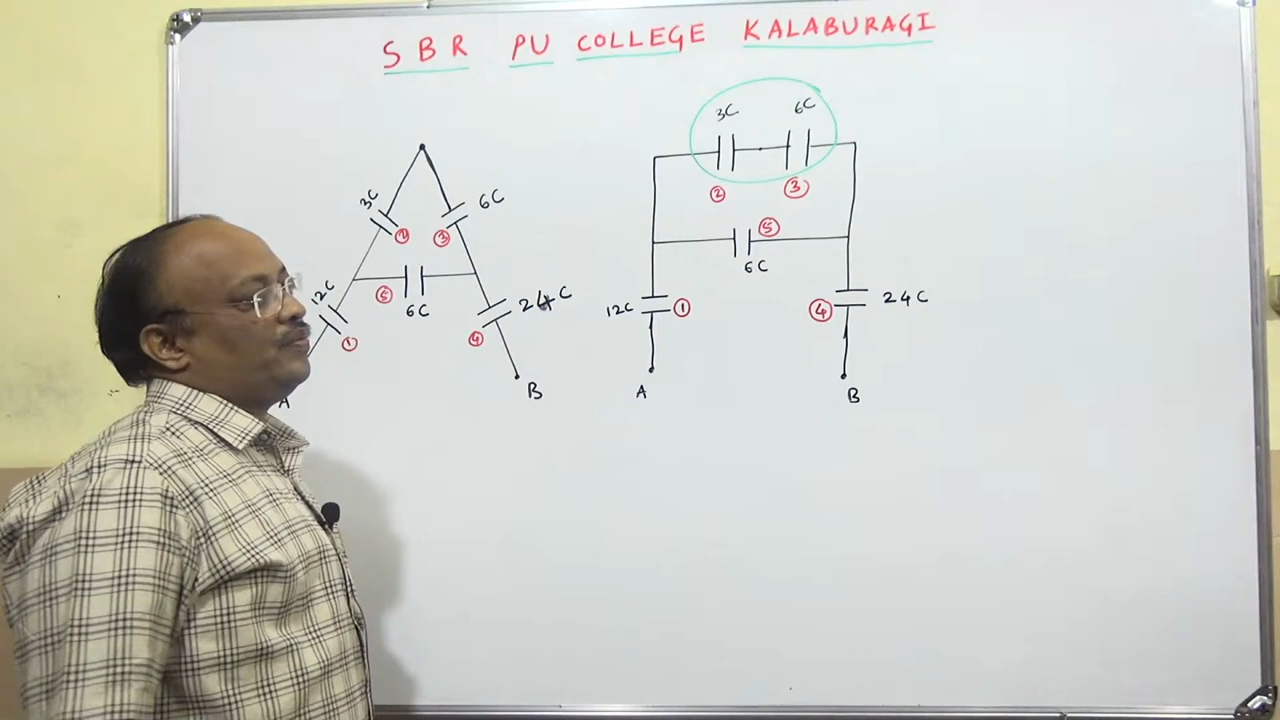 SBR PU COLLEGE KALABURAGI
3C
6C
②
③
12C
①
⑤
6C
24C
④
A
B
3C
6C
②
③
⑤
6C
12C
①
④
24C
A
B